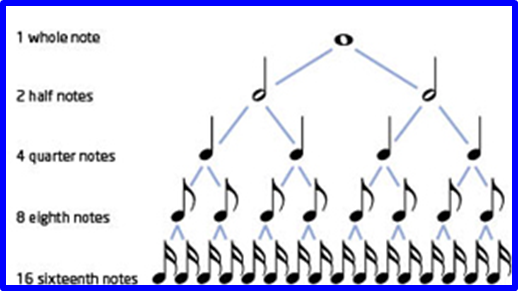 1 whole note
2 half notes
4 quarter notes
8 eighth notes
16 sixteenth notes